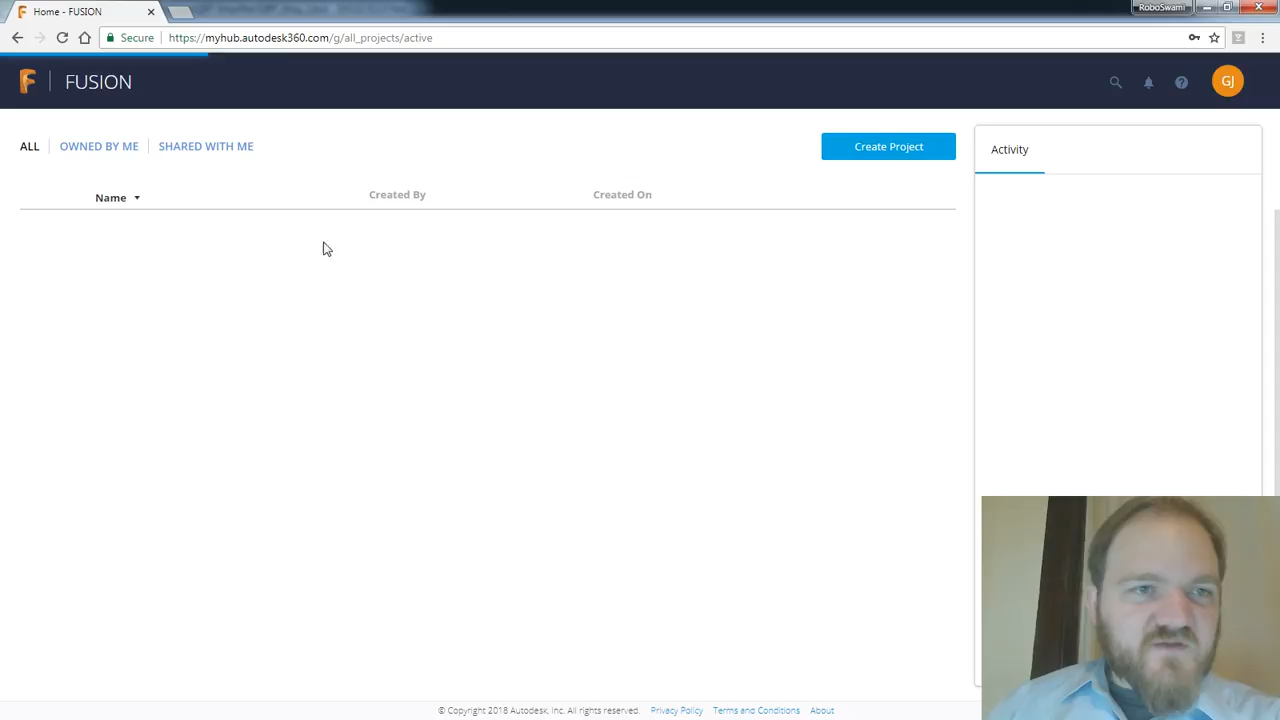 Home - FUSION
RoboSwami
Secure
https://myhub.autodesk360.com/g/all_projects/active
FUSION
GJ
ALL
OWNED BY ME
SHARED WITH ME
Create Project
Activity
Name
Created By
Created On
© Copyright 2018 Autodesk, Inc. All rights reserved.
Privacy Policy
Terms and Conditions
About